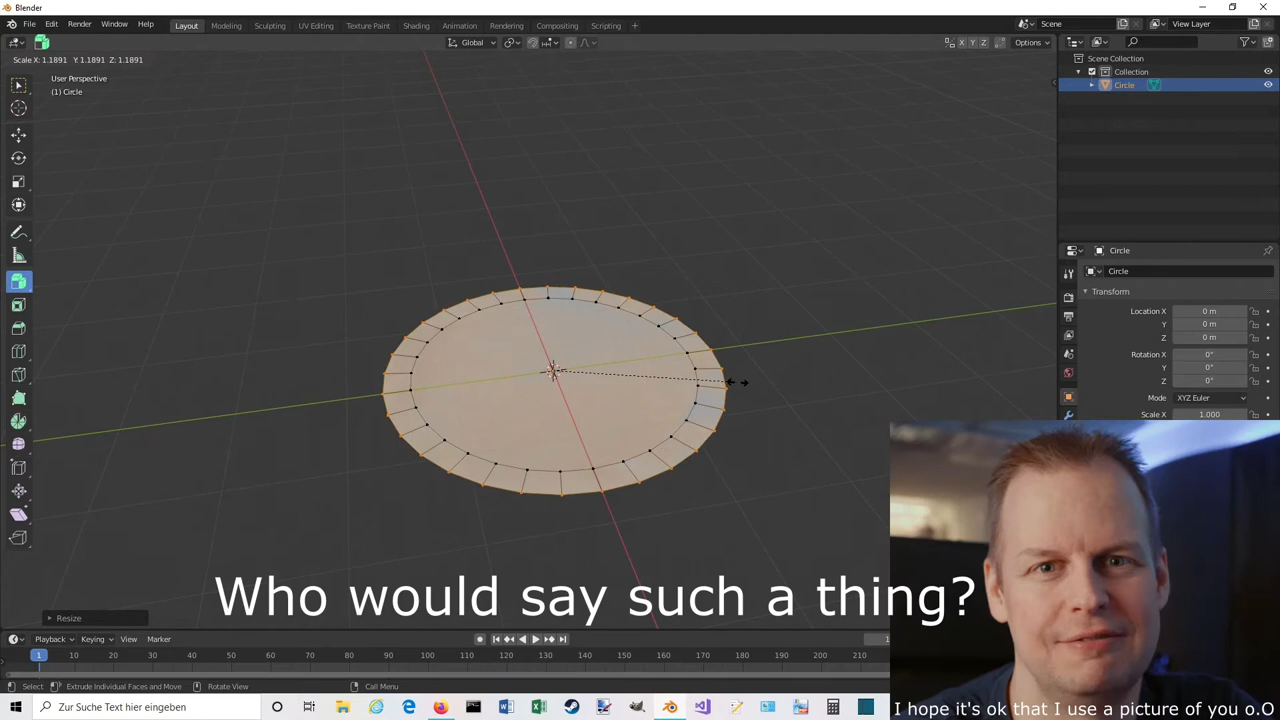 Blender
File Edit Render Window Help
Layout Modeling Sculpting UV Editing Texture Paint Shading Animation Rendering Compositing Scripting +
Scene
View Layer
Global
X Y Z Options
Scale X: 1.1891 Y: 1.1891 Z: 1.1891
User Perspective
(1) Circle
Scene Collection
Collection
Circle
Circle
Circle
Transform
Location X 0 m
Y 0 m
Z 0 m
Rotation X 0°
Y 0°
Z 0°
Mode XYZ Euler
Scale X 1.000
Who would say such a thing?
Resize
Playback Keying View Marker
1
1 10 20 30 40 50 60 70 80 90 100 110 120 130 140 150 160 170 180 190 200 210
Select Extrude Individual Faces and Move Rotate View Call Menu
Zur Suche Text hier eingeben
I hope it's ok that I use a picture of you o.O